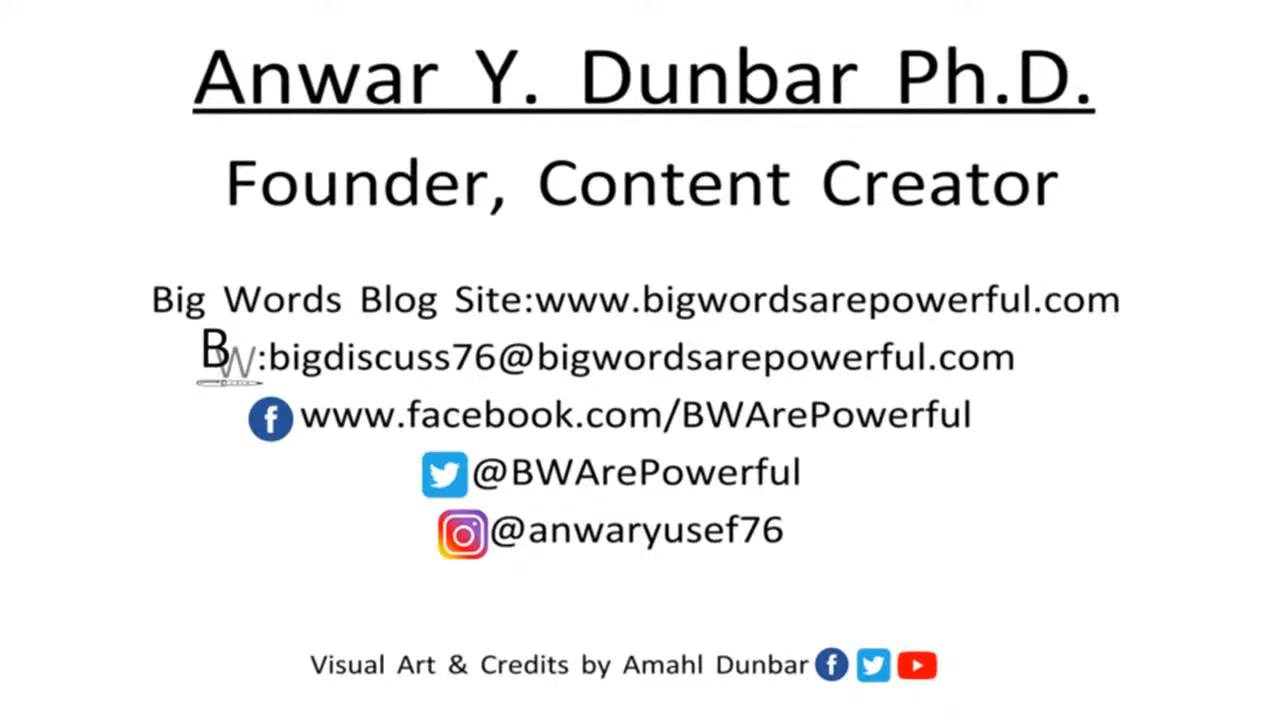 Anwar Y. Dunbar Ph.D.
Founder, Content Creator
Big Words Blog Site:www.bigwordsarepowerful.com
BW:bigdiscuss76@bigwordsarepowerful.com
www.facebook.com/BWArePowerful
@BWArePowerful
@anwaryusef76
Visual Art & Credits by Amahl Dunbar